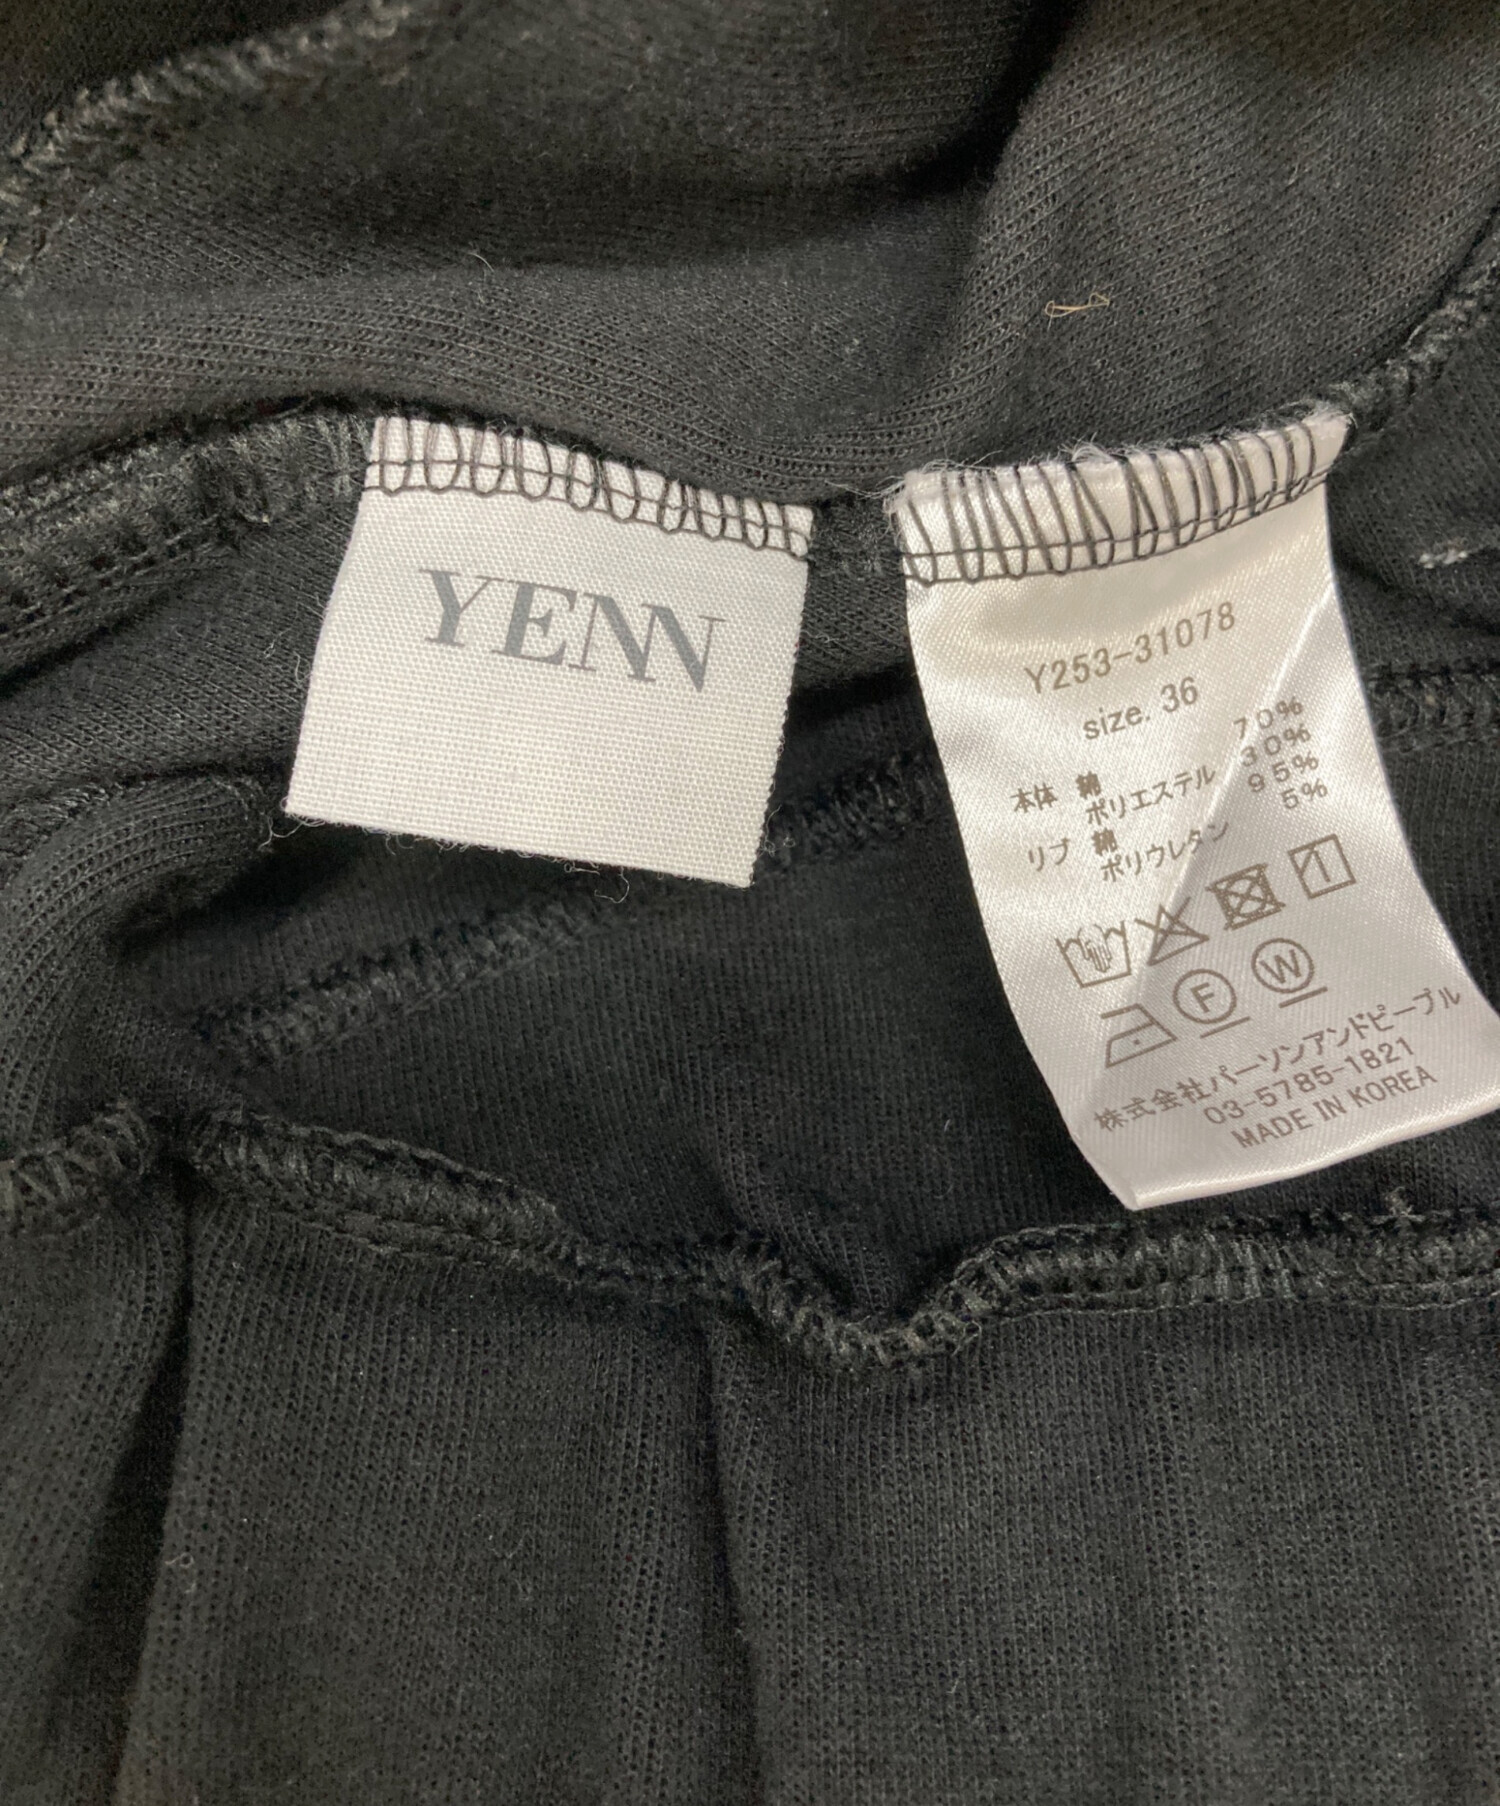 YENN
Y253-31078
size. 36
本体 綿 70%
ポリエステル 30%
リブ 綿 95%
ポリウレタン 5%
F W
株式会社パーソンアンドピープル
03-5785-1821
MADE IN KOREA